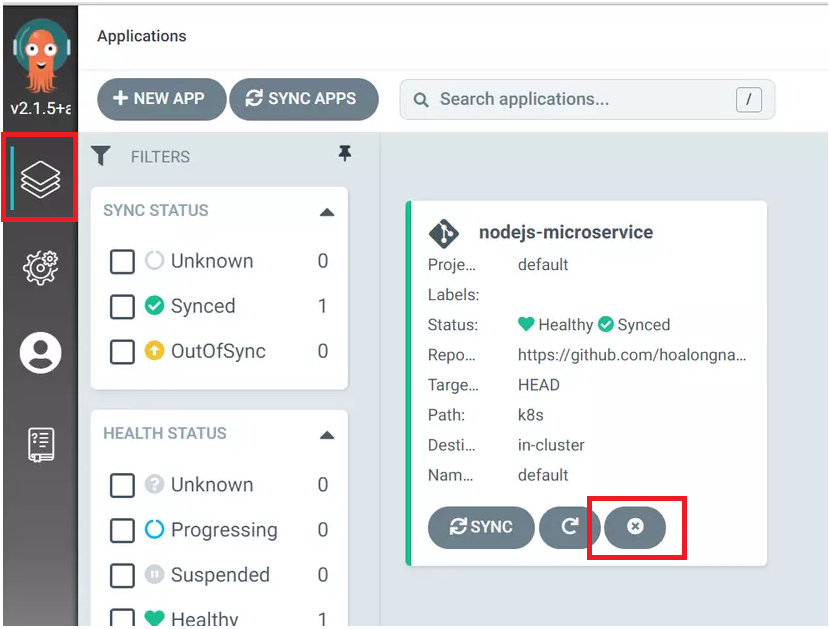 Applications
v2.1.5+a
+ NEW APP
SYNC APPS
Search applications...
/
FILTERS
SYNC STATUS
Unknown 0
Synced 1
OutOfSync 0
HEALTH STATUS
Unknown 0
Progressing 0
Suspended 0
Healthy 1
nodejs-microservice
Proje... default
Labels:
Status: Healthy Synced
Repo... https://github.com/hoalongna...
Targe... HEAD
Path: k8s
Desti... in-cluster
Nam... default
SYNC